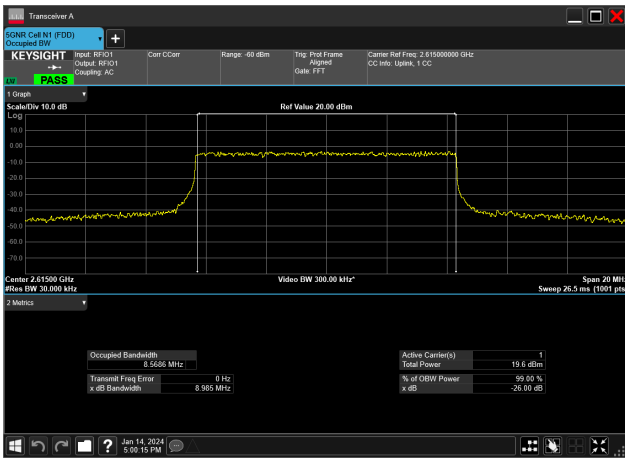 Transceiver A
5GNR Cell N1 (FDD)
Occupied BW
KEYSIGHT
LXI
PASS
Input: RFIO1
Output: RFIO1
Coupling: AC
Corr CCorr
Range: -60 dBm
Trig: Prot Frame
Aligned
Gate: FFT
Carrier Ref Freq: 2.615000000 GHz
CC Info: Uplink, 1 CC
1 Graph
Scale/Div 10.0 dB
Ref Value 20.00 dBm
Log
10.0
0.00
-10.0
-20.0
-30.0
-40.0
-50.0
-60.0
-70.0
Center 2.61500 GHz
Video BW 300.00 kHz*
Span 20 MHz
#Res BW 30.000 kHz
Sweep 26.5 ms (1001 pts
2 Metrics
Occupied Bandwidth
8.5686 MHz
Transmit Freq Error 0 Hz
x dB Bandwidth 8.985 MHz
Active Carrier(s) 1
Total Power 19.6 dBm
% of OBW Power 99.00 %
x dB -26.00 dB
Jan 14, 2024
5:00:15 PM